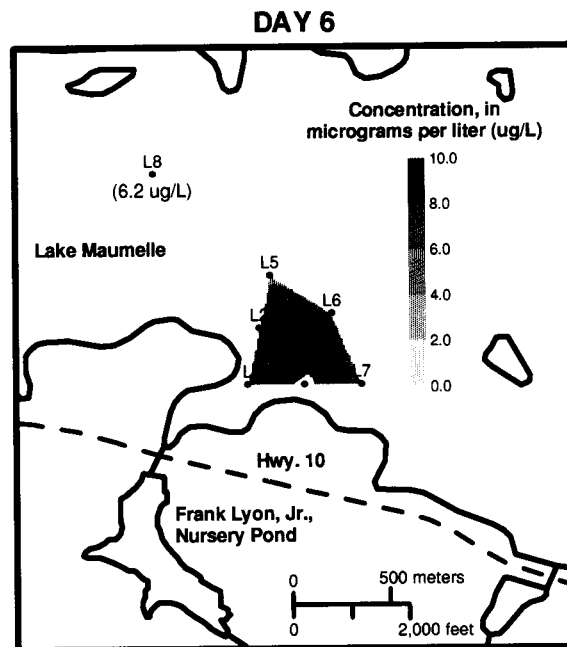 DAY 6
Concentration, in
micrograms per liter (ug/L)
10.0
8.0
6.0
4.0
2.0
0.0
L8
(6.2 ug/L)
Lake Maumelle
L5
L6
L7
Hwy. 10
Frank Lyon, Jr.,
Nursery Pond
0 500 meters
0 2,000 feet